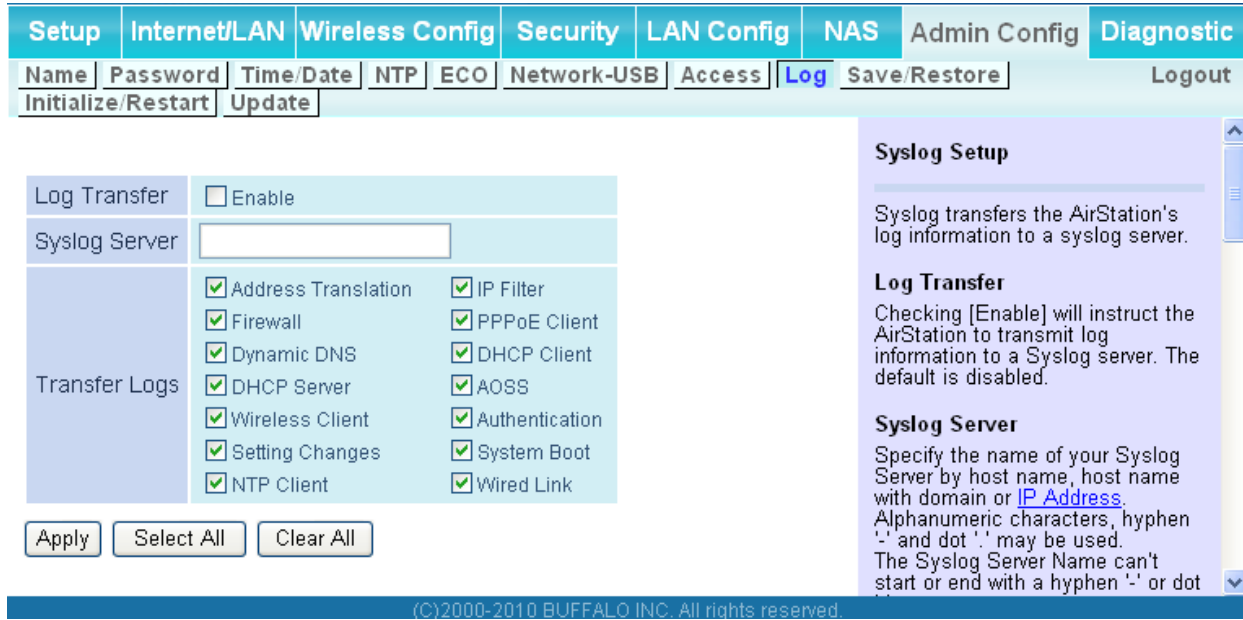 Setup Internet/LAN Wireless Config Security LAN Config NAS Admin Config Diagnostic
Name Password Time/Date NTP ECO Network-USB Access Log Save/Restore Logout
Initialize/Restart Update
Log Transfer Enable
Syslog Server
Transfer Logs
Address Translation IP Filter
Firewall PPPoE Client
Dynamic DNS DHCP Client
DHCP Server AOSS
Wireless Client Authentication
Setting Changes System Boot
NTP Client Wired Link
Apply Select All Clear All
Syslog Setup
Syslog transfers the AirStation's
log information to a syslog server.
Log Transfer
Checking [Enable] will instruct the
AirStation to transmit log
information to a Syslog server. The
default is disabled.
Syslog Server
Specify the name of your Syslog
Server by host name, host name
with domain or IP Address.
Alphanumeric characters, hyphen
'-' and dot '.' may be used.
The Syslog Server Name can't
start or end with a hyphen '-' or dot
(C)2000-2010 BUFFALO INC. All rights reserved.